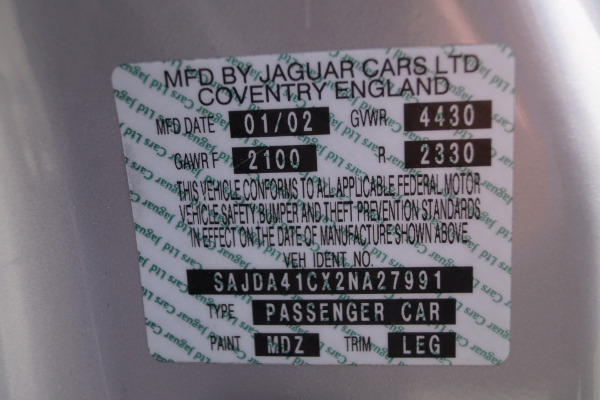 MFD BY JAGUAR CARS LTD
COVENTRY ENGLAND
MFD DATE 01/02 GVWR 4430
GAWR F 2100 R 2330
THIS VEHICLE CONFORMS TO ALL APPLICABLE FEDERAL MOTOR
VEHICLE SAFETY BUMPER AND THEFT PREVENTION STANDARDS
IN EFFECT ON THE DATE OF MANUFACTURE SHOWN ABOVE
VEH IDENT NO.
SAJDA41CX2NA27991
TYPE PASSENGER CAR
PAINT MDZ TRIM LEG